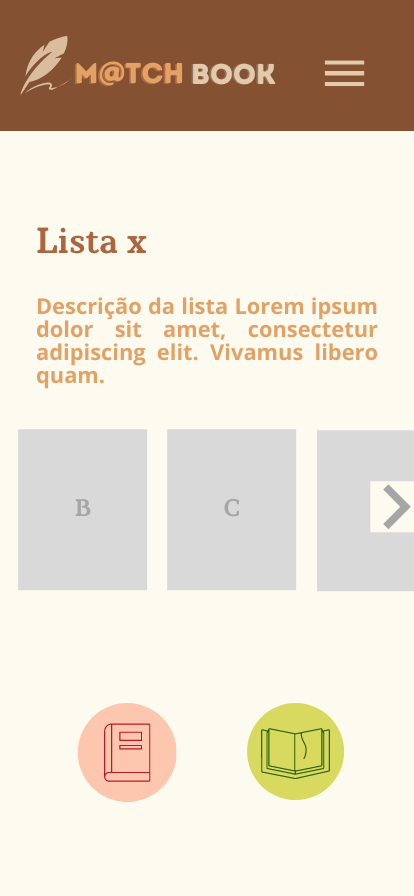 M@TCH BOOK
Lista x
Descrição da lista Lorem ipsum
dolor sit amet, consectetur
adipiscing elit. Vivamus libero
quam.
B
C